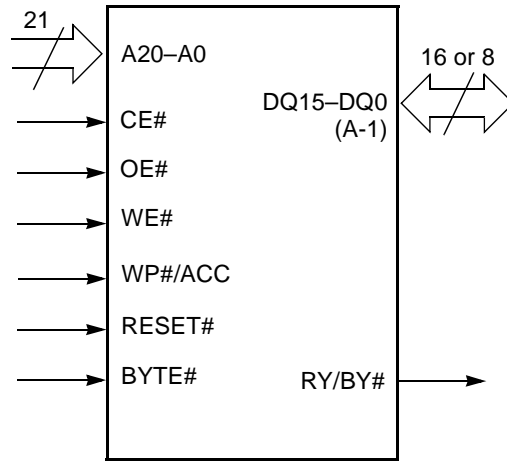 21
A20–A0
16 or 8
DQ15–DQ0
(A-1)
CE#
OE#
WE#
WP#/ACC
RESET#
BYTE#
RY/BY#